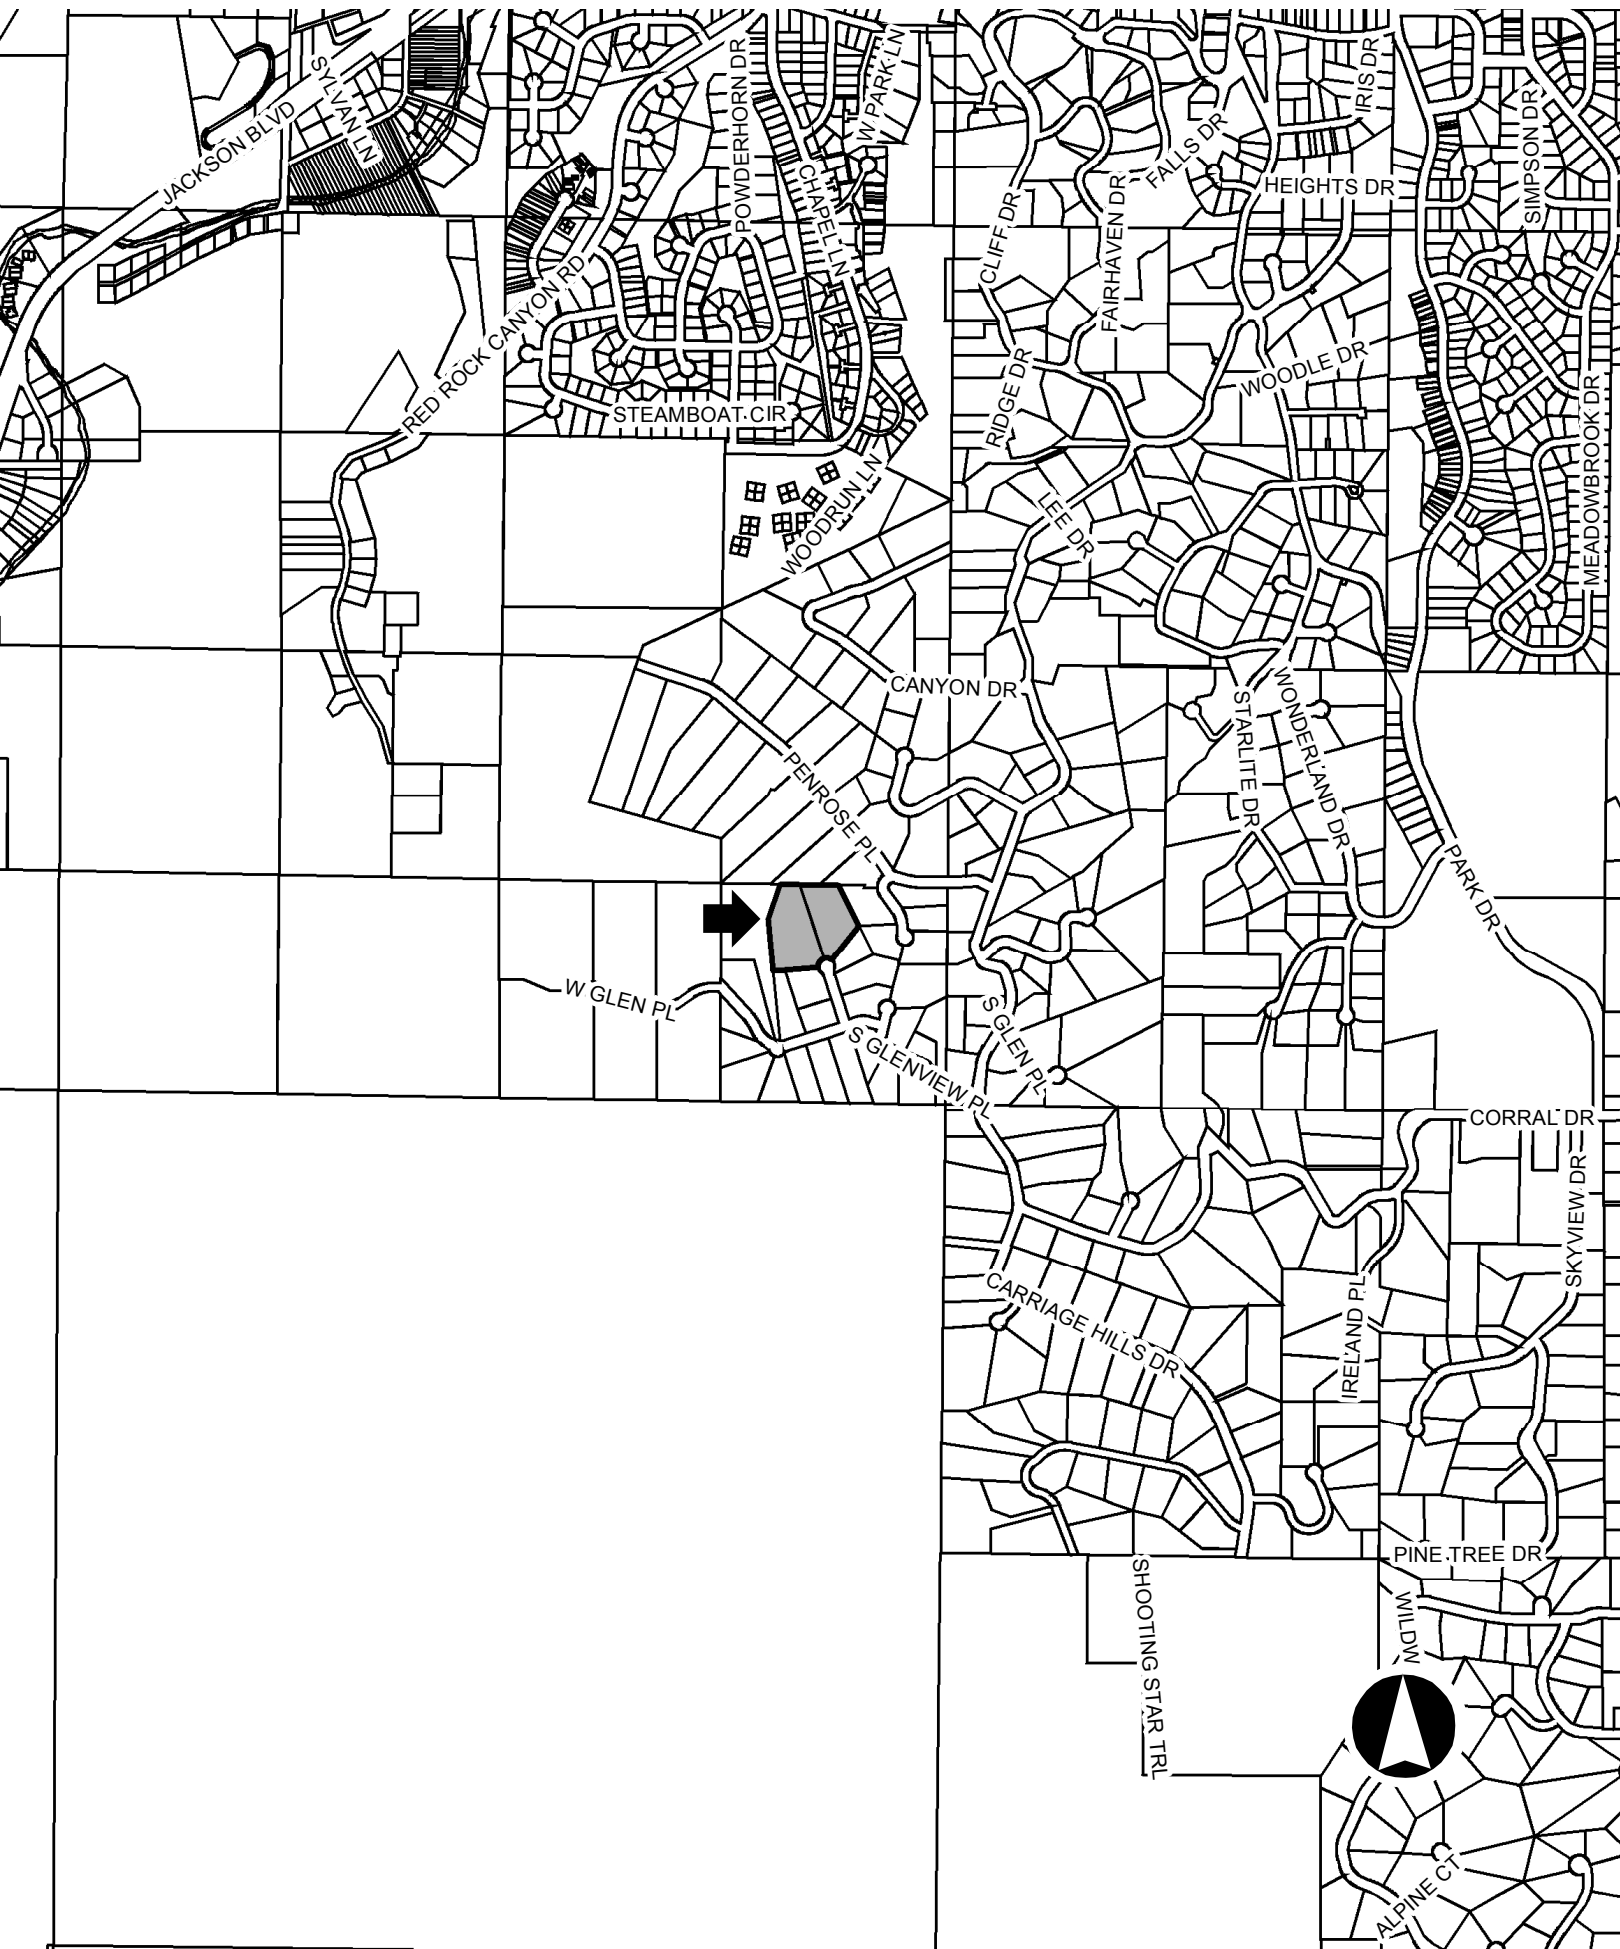 SYLVAN LN
JACKSON BLVD
POWDERHORN DR
W PARK LN
CHAPEL LN
IRIS DR
SIMPSON DR
FALLS DR
HEIGHTS DR
CLIFF DR
FAIRHAVEN DR
RED ROCK CANYON RD
STEAMBOAT CIR
RIDGE DR
WOODLE DR
MEADOWBROOK DR
WOODRUN LN
LEE DR
CANYON DR
STARLITE DR
WONDERLAND DR
PENROSE PL
PARK DR
W GLEN PL
S GLENVIEW PL
S GLEN PL
CORRAL DR
SKYVIEW DR
CARRIAGE HILLS DR
IRELAND PL
PINE TREE DR
SHOOTING STAR TRL
WILDW
ALPINE CT